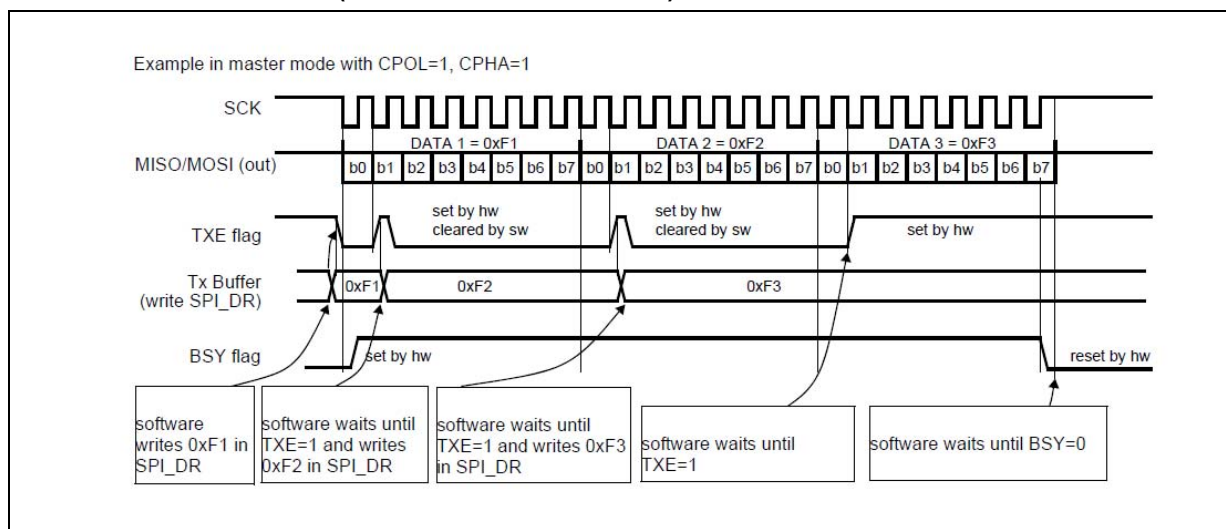 Example in master mode with CPOL=1, CPHA=1
SCK
DATA 1 = 0xF1 DATA 2 = 0xF2 DATA 3 = 0xF3
MISO/MOSI (out) b0 b1 b2 b3 b4 b5 b6 b7 b0 b1 b2 b3 b4 b5 b6 b7 b0 b1 b2 b3 b4 b5 b6 b7
set by hw set by hw
TXE flag cleared by sw cleared by sw set by hw
Tx Buffer 0xF1 0xF2 0xF3
(write SPI_DR)
BSY flag set by hw reset by hw
software
writes 0xF1 in
SPI_DR
software waits until
TXE=1 and writes
0xF2 in SPI_DR
software waits until
TXE=1 and writes 0xF3
in SPI_DR
software waits until
TXE=1
software waits until BSY=0